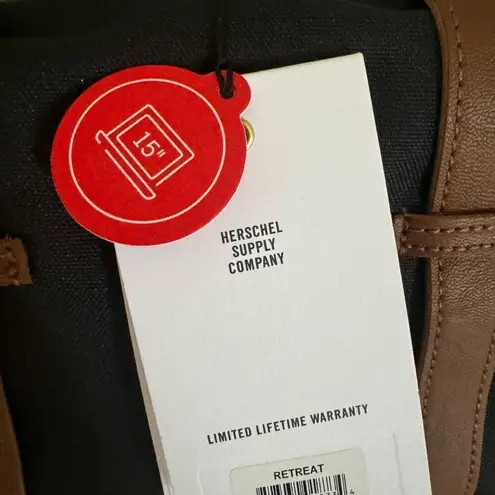 15"
HERSCHEL
SUPPLY
COMPANY
LIMITED LIFETIME WARRANTY
RETREAT